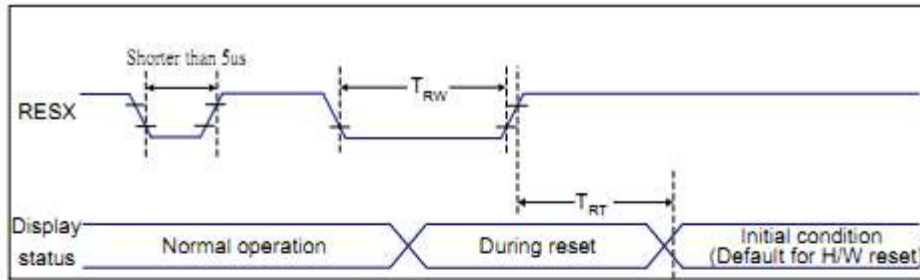 Shorter than 5us
RESX
TRW
TRT
Display
status
Normal operation
During reset
Initial condition
(Default for H/W reset)